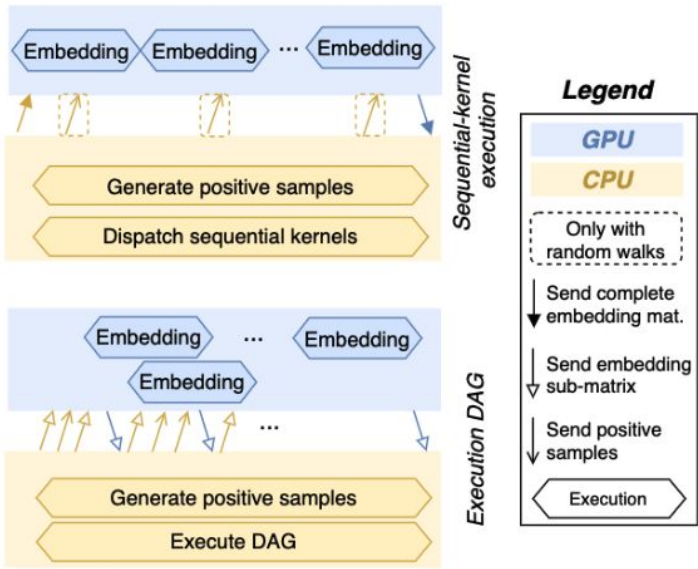 Embedding Embedding ... Embedding
Generate positive samples
Dispatch sequential kernels
Sequential-kernel
execution
Embedding ... Embedding
Embedding
...
Generate positive samples
Execute DAG
Execution DAG
Legend
GPU
CPU
Only with
random walks
Send complete
embedding mat.
Send embedding
sub-matrix
Send positive
samples
Execution